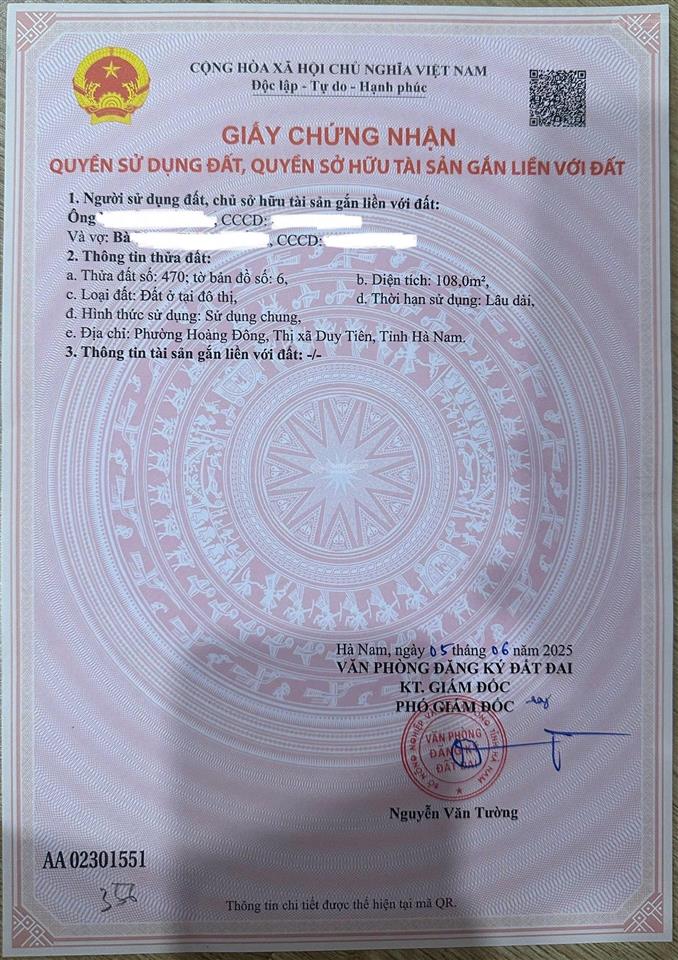 CỘNG HÒA XÃ HỘI CHỦ NGHĨA VIỆT NAM
Độc lập - Tự do - Hạnh phúc
GIẤY CHỨNG NHẬN
QUYỀN SỬ DỤNG ĐẤT, QUYỀN SỞ HỮU TÀI SẢN GẮN LIỀN VỚI ĐẤT
1. Người sử dụng đất, chủ sở hữu tài sản gắn liền với đất:
Ông , CCCD:
Và vợ: Bà , CCCD:
2. Thông tin thửa đất:
a. Thửa đất số: 470; tờ bản đồ số: 6, b. Diện tích: 108,0m²,
c. Loại đất: Đất ở tại đô thị, d. Thời hạn sử dụng: Lâu dài,
đ. Hình thức sử dụng: Sử dụng chung,
e. Địa chỉ: Phường Hoàng Đông, Thị xã Duy Tiên, Tỉnh Hà Nam.
3. Thông tin tài sản gắn liền với đất: -/-
Hà Nam, ngày 05 tháng 06 năm 2025
VĂN PHÒNG ĐĂNG KÝ ĐẤT ĐAI
KT. GIÁM ĐỐC
PHÓ GIÁM ĐỐC
VĂN PHÒNG
ĐĂNG KÝ
ĐẤT ĐAI
Nguyễn Văn Tường
AA 02301551
Thông tin chi tiết được thể hiện tại mã QR.